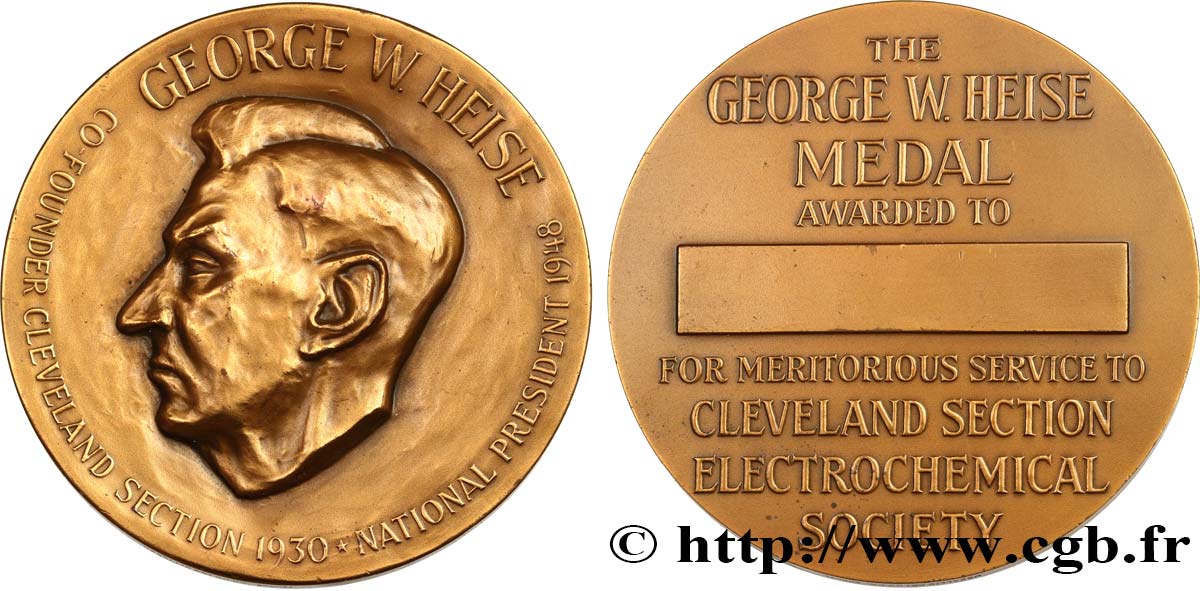 GEORGE W. HEISE
CO-FOUNDER CLEVELAND SECTION 1930 ★ NATIONAL PRESIDENT 1948
THE
GEORGE W. HEISE
MEDAL
AWARDED TO
FOR MERITORIOUS SERVICE TO
CLEVELAND SECTION
ELECTROCHEMICAL
SOCIETY
© http://www.cgb.fr